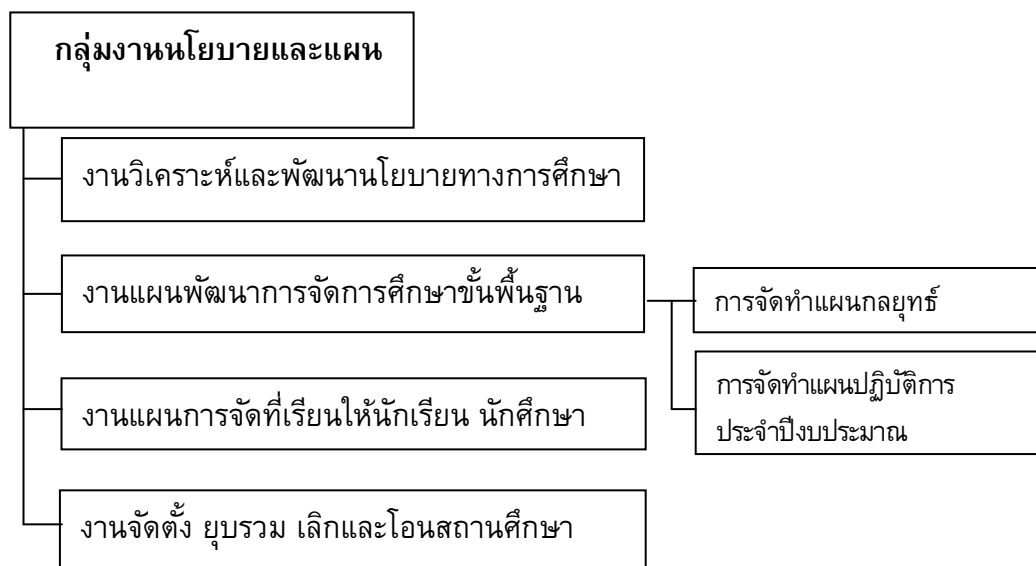 กลุ่มงานนโยบายและแผน
งานวิเคราะห์และพัฒนานโยบายทางการศึกษา
งานแผนพัฒนาการจัดการศึกษาขั้นพื้นฐาน
การจัดทำแผนกลยุทธ์
การจัดทำแผนปฏิบัติการ
ประจำปีงบประมาณ
งานแผนการจัดที่เรียนให้นักเรียน นักศึกษา
งานจัดตั้ง ยุบรวม เลิกและโอนสถานศึกษา